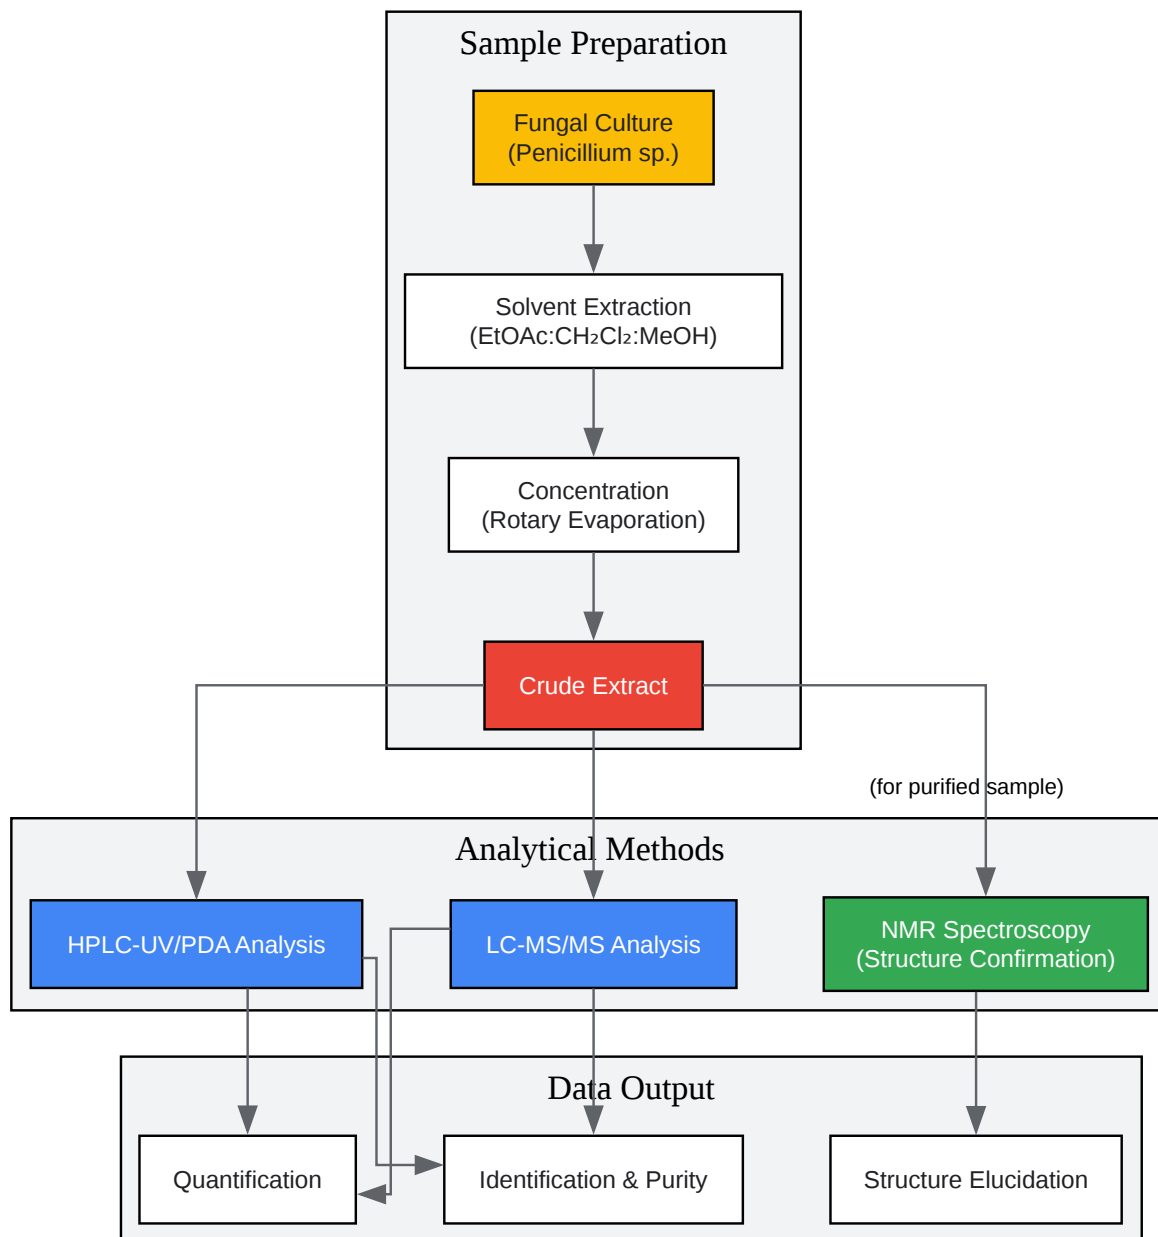 Sample Preparation
Fungal Culture
(Penicillium sp.)
Solvent Extraction
(EtOAc:CH₂Cl₂:MeOH)
Concentration
(Rotary Evaporation)
Crude Extract
(for purified sample)
Analytical Methods
HPLC-UV/PDA Analysis
LC-MS/MS Analysis
NMR Spectroscopy
(Structure Confirmation)
Data Output
Quantification
Identification & Purity
Structure Elucidation